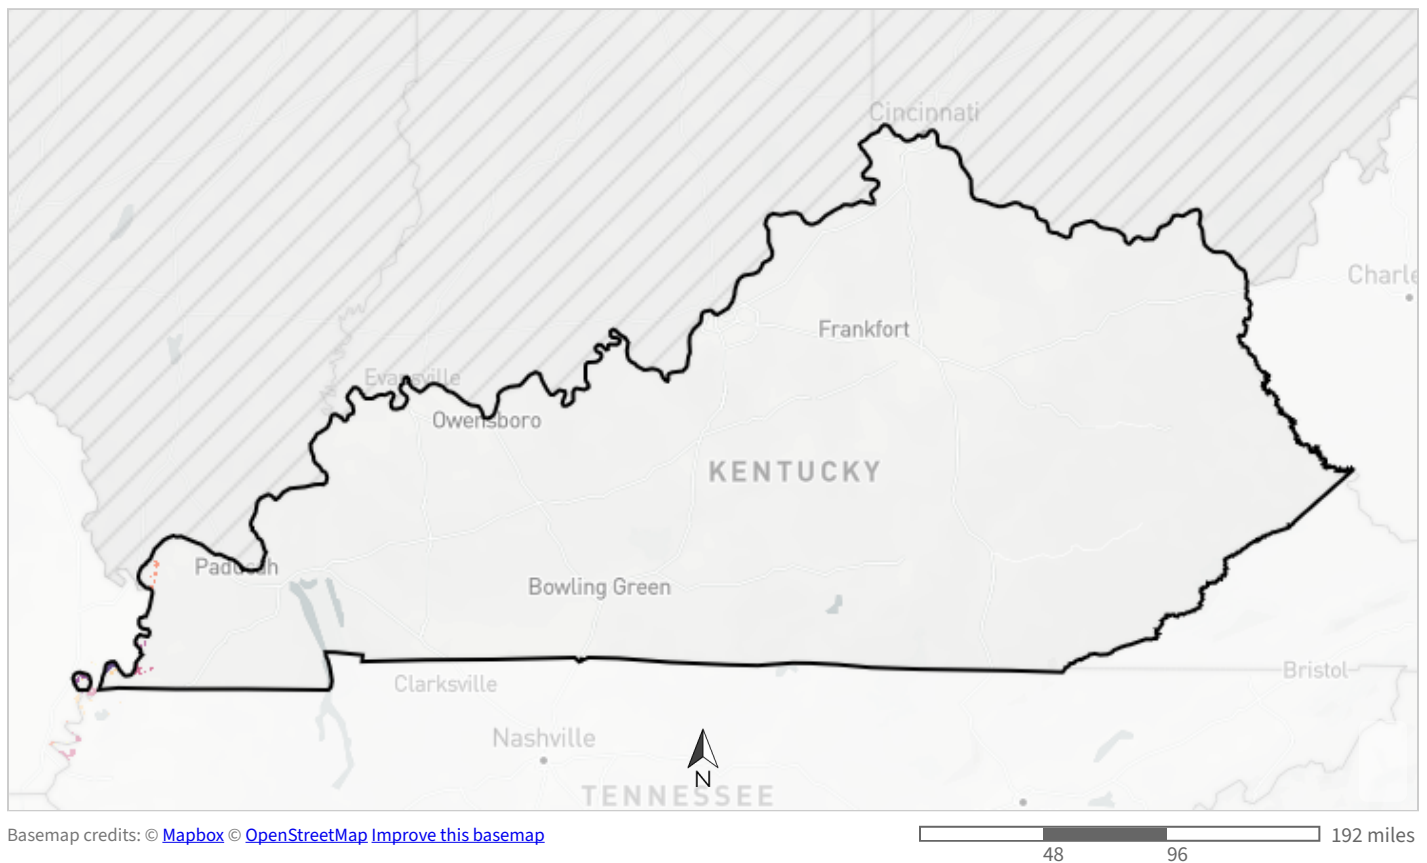 Cincinnati
Charle
Frankfort
Evansville
Owensboro
KENTUCKY
Paducah
Bowling Green
Bristol
Clarksville
Nashville
N
TENNESSEE
Basemap credits: © Mapbox © OpenStreetMap Improve this basemap
192 miles
48 96